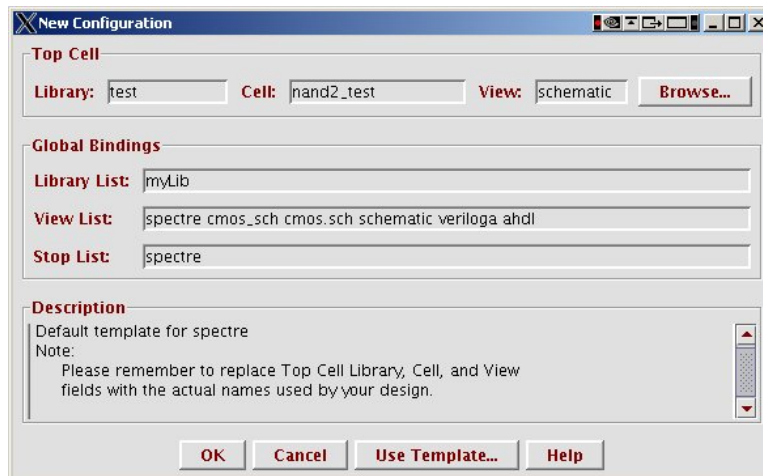 New Configuration
Top Cell
Library: test Cell: nand2_test View: schematic Browse...
Global Bindings
Library List: myLib
View List: spectre cmos_sch cmos.sch schematic veriloga ahdl
Stop List: spectre
Description
Default template for spectre
Note:
Please remember to replace Top Cell Library, Cell, and View
fields with the actual names used by your design.
OK Cancel Use Template... Help